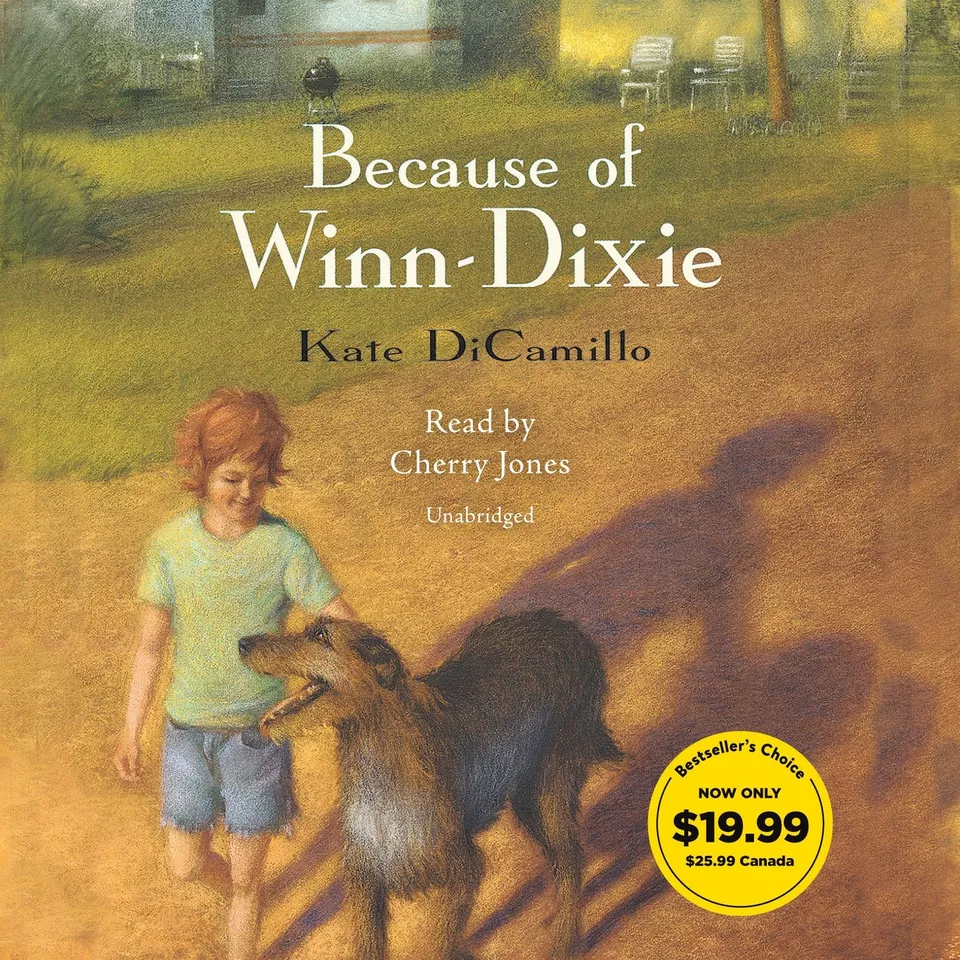 Because of
Winn-Dixie
Kate DiCamillo
Read by
Cherry Jones
Unabridged
Bestseller's Choice
NOW ONLY
$19.99
$25.99 Canada